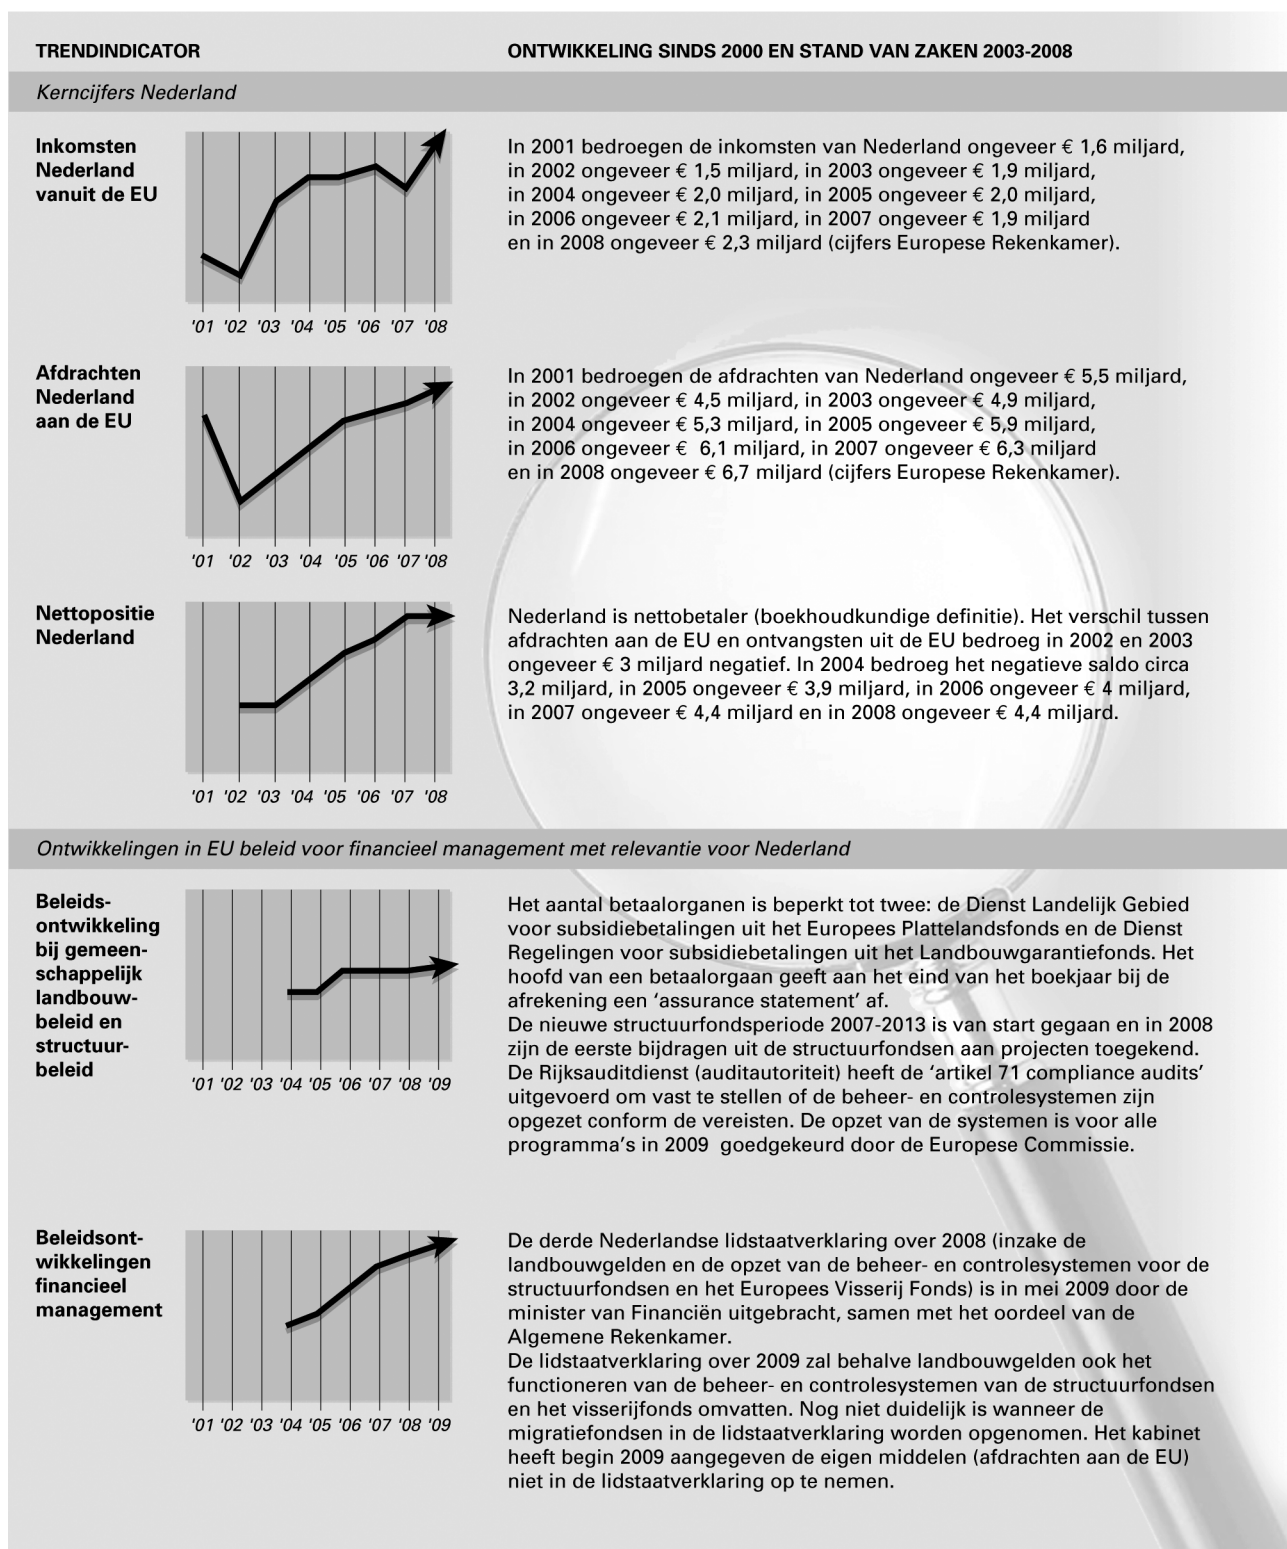 TRENDINDICATOR
ONTWIKKELING SINDS 2000 EN STAND VAN ZAKEN 2003-2008
Kerncijfers Nederland
Inkomsten
Nederland
vanuit de EU
'01 '02 '03 '04 '05 '06 '07 '08
In 2001 bedroegen de inkomsten van Nederland ongeveer € 1,6 miljard,
in 2002 ongeveer € 1,5 miljard, in 2003 ongeveer € 1,9 miljard,
in 2004 ongeveer € 2,0 miljard, in 2005 ongeveer € 2,0 miljard,
in 2006 ongeveer € 2,1 miljard, in 2007 ongeveer € 1,9 miljard
en in 2008 ongeveer € 2,3 miljard (cijfers Europese Rekenkamer).
Afdrachten
Nederland
aan de EU
'01 '02 '03 '04 '05 '06 '07 '08
In 2001 bedroegen de afdrachten van Nederland ongeveer € 5,5 miljard,
in 2002 ongeveer € 4,5 miljard, in 2003 ongeveer € 4,9 miljard,
in 2004 ongeveer € 5,3 miljard, in 2005 ongeveer € 5,9 miljard,
in 2006 ongeveer € 6,1 miljard, in 2007 ongeveer € 6,3 miljard
en in 2008 ongeveer € 6,7 miljard (cijfers Europese Rekenkamer).
Nettopositie
Nederland
'01 '02 '03 '04 '05 '06 '07 '08
Nederland is nettobetaler (boekhoudkundige definitie). Het verschil tussen
afdrachten aan de EU en ontvangsten uit de EU bedroeg in 2002 en 2003
ongeveer € 3 miljard negatief. In 2004 bedroeg het negatieve saldo circa
3,2 miljard, in 2005 ongeveer € 3,9 miljard, in 2006 ongeveer € 4 miljard,
in 2007 ongeveer € 4,4 miljard en in 2008 ongeveer € 4,4 miljard.
Ontwikkelingen in EU beleid voor financieel management met relevantie voor Nederland
Beleids-
ontwikkeling
bij gemeen-
schappelijk
landbouw-
beleid en
structuur-
beleid
'01 '02 '03 '04 '05 '06 '07 '08 '09
Het aantal betaalorganen is beperkt tot twee: de Dienst Landelijk Gebied
voor subsidiebetalingen uit het Europees Plattelandsfonds en de Dienst
Regelingen voor subsidiebetalingen uit het Landbouwgarantiefonds. Het
hoofd van een betaalorgaan geeft aan het eind van het boekjaar bij de
afrekening een ‘assurance statement’ af.
De nieuwe structuurfondsperiode 2007-2013 is van start gegaan en in 2008
zijn de eerste bijdragen uit de structuurfondsen aan projecten toegekend.
De Rijksauditdienst (auditautoriteit) heeft de ‘artikel 71 compliance audits’
uitgevoerd om vast te stellen of de beheer- en controlesystemen zijn
opgezet conform de vereisten. De opzet van de systemen is voor alle
programma’s in 2009 goedgekeurd door de Europese Commissie.
Beleidsont-
wikkelingen
financieel
management
'01 '02 '03 '04 '05 '06 '07 '08 '09
De derde Nederlandse lidstaatverklaring over 2008 (inzake de
landbouwgelden en de opzet van de beheer- en controlesystemen voor de
structuurfondsen en het Europees Visserij Fonds) is in mei 2009 door de
minister van Financiën uitgebracht, samen met het oordeel van de
Algemene Rekenkamer.
De lidstaatverklaring over 2009 zal behalve landbouwgelden ook het
functioneren van de beheer- en controlesystemen van de structuurfondsen
en het visserijfonds omvatten. Nog niet duidelijk is wanneer de
migratiefondsen in de lidstaatverklaring worden opgenomen. Het kabinet
heeft begin 2009 aangegeven de eigen middelen (afdrachten aan de EU)
niet in de lidstaatverklaring op te nemen.